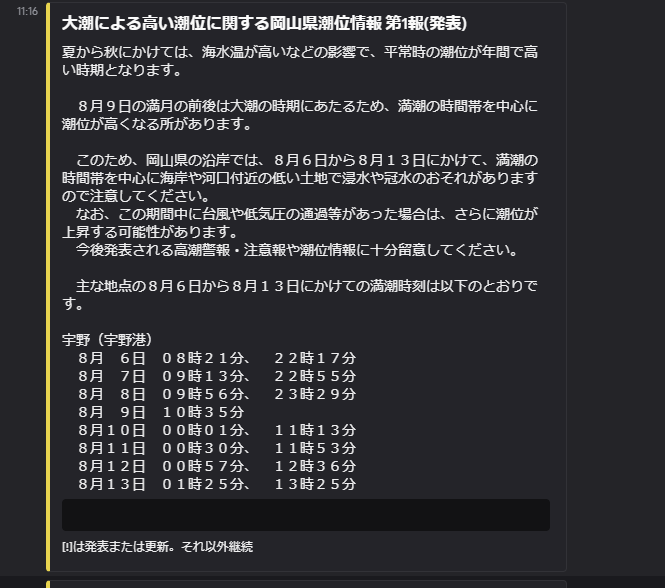 11:16
大潮による高い潮位に関する岡山県潮位情報 第1報(発表)
夏から秋にかけては、海水温が高いなどの影響で、平常時の潮位が年間で高
い時期となります。
　８月９日の満月の前後は大潮の時期にあたるため、満潮の時間帯を中心に
潮位が高くなる所があります。
　このため、岡山県の沿岸では、８月６日から８月１３日にかけて、満潮の
時間帯を中心に海岸や河口付近の低い土地で浸水や冠水のおそれがあります
ので注意してください。
　なお、この期間中に台風や低気圧の通過等があった場合は、さらに潮位が
上昇する可能性があります。
　今後発表される高潮警報・注意報や潮位情報に十分留意してください。
　主な地点の８月６日から８月１３日にかけての満潮時刻は以下のとおりで
す。
宇野（宇野港）
　８月　６日　０８時２１分、　２２時１７分
　８月　７日　０９時１３分、　２２時５５分
　８月　８日　０９時５６分、　２３時２９分
　８月　９日　１０時３５分
　８月１０日　００時０１分、　１１時１３分
　８月１１日　００時３０分、　１１時５３分
　８月１２日　００時５７分、　１２時３６分
　８月１３日　０１時２５分、　１３時２５分
[!]は発表または更新。それ以外継続